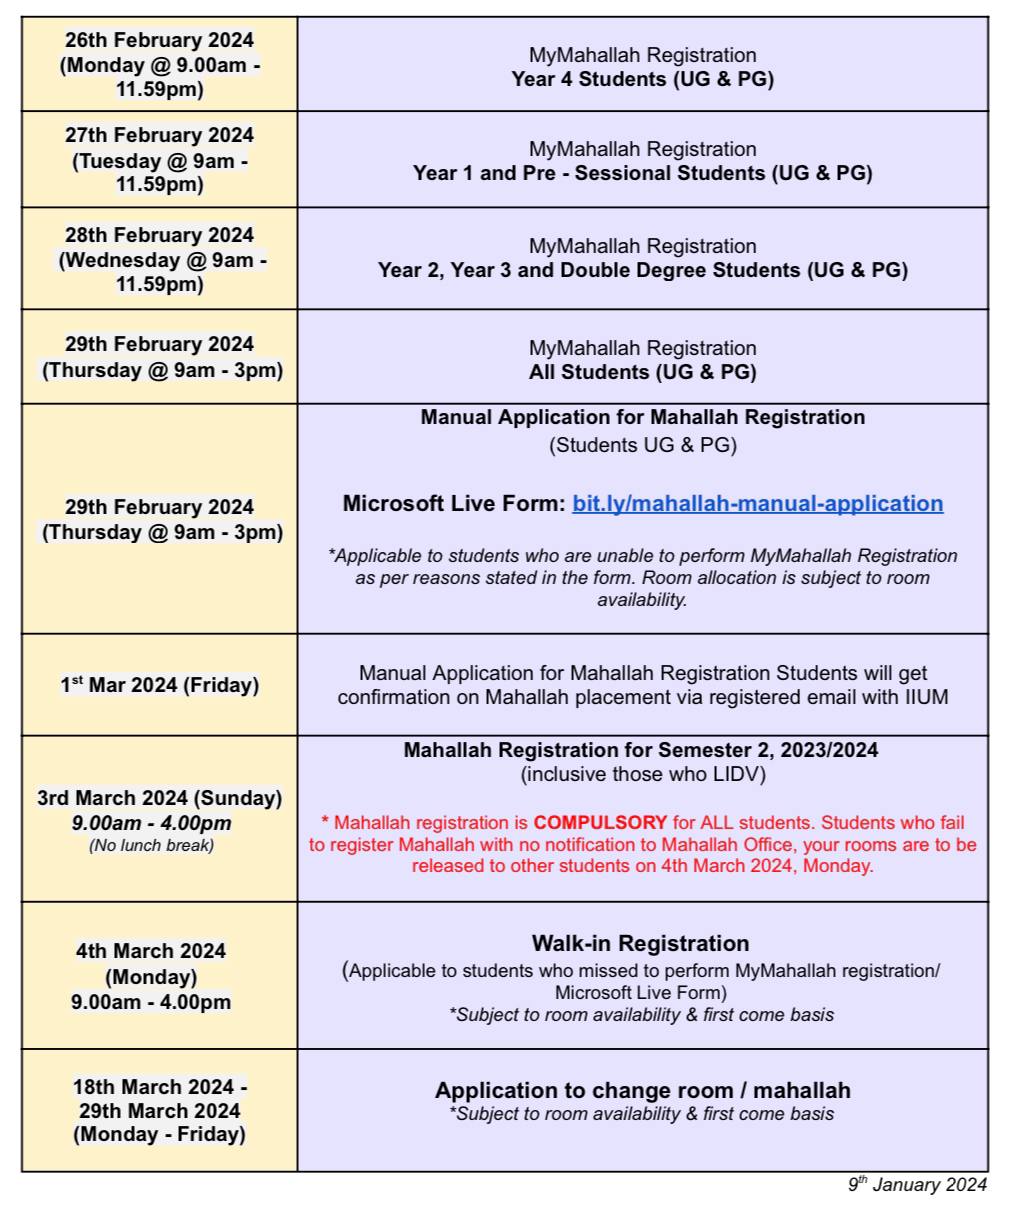 26th February 2024
(Monday @ 9.00am -
11.59pm)
MyMahallah Registration
Year 4 Students (UG & PG)
27th February 2024
(Tuesday @ 9am -
11.59pm)
MyMahallah Registration
Year 1 and Pre - Sessional Students (UG & PG)
28th February 2024
(Wednesday @ 9am -
11.59pm)
MyMahallah Registration
Year 2, Year 3 and Double Degree Students (UG & PG)
29th February 2024
(Thursday @ 9am - 3pm)
MyMahallah Registration
All Students (UG & PG)
29th February 2024
(Thursday @ 9am - 3pm)
Manual Application for Mahallah Registration
(Students UG & PG)
Microsoft Live Form: bit.ly/mahallah-manual-application
*Applicable to students who are unable to perform MyMahallah Registration
as per reasons stated in the form. Room allocation is subject to room
availability.
1st Mar 2024 (Friday)
Manual Application for Mahallah Registration Students will get
confirmation on Mahallah placement via registered email with IIUM
3rd March 2024 (Sunday)
9.00am - 4.00pm
(No lunch break)
Mahallah Registration for Semester 2, 2023/2024
(inclusive those who LIDV)
* Mahallah registration is COMPULSORY for ALL students. Students who fail
to register Mahallah with no notification to Mahallah Office, your rooms are to be
released to other students on 4th March 2024, Monday.
4th March 2024
(Monday)
9.00am - 4.00pm
Walk-in Registration
(Applicable to students who missed to perform MyMahallah registration/
Microsoft Live Form)
*Subject to room availability & first come basis
18th March 2024 -
29th March 2024
(Monday - Friday)
Application to change room / mahallah
*Subject to room availability & first come basis
9th January 2024